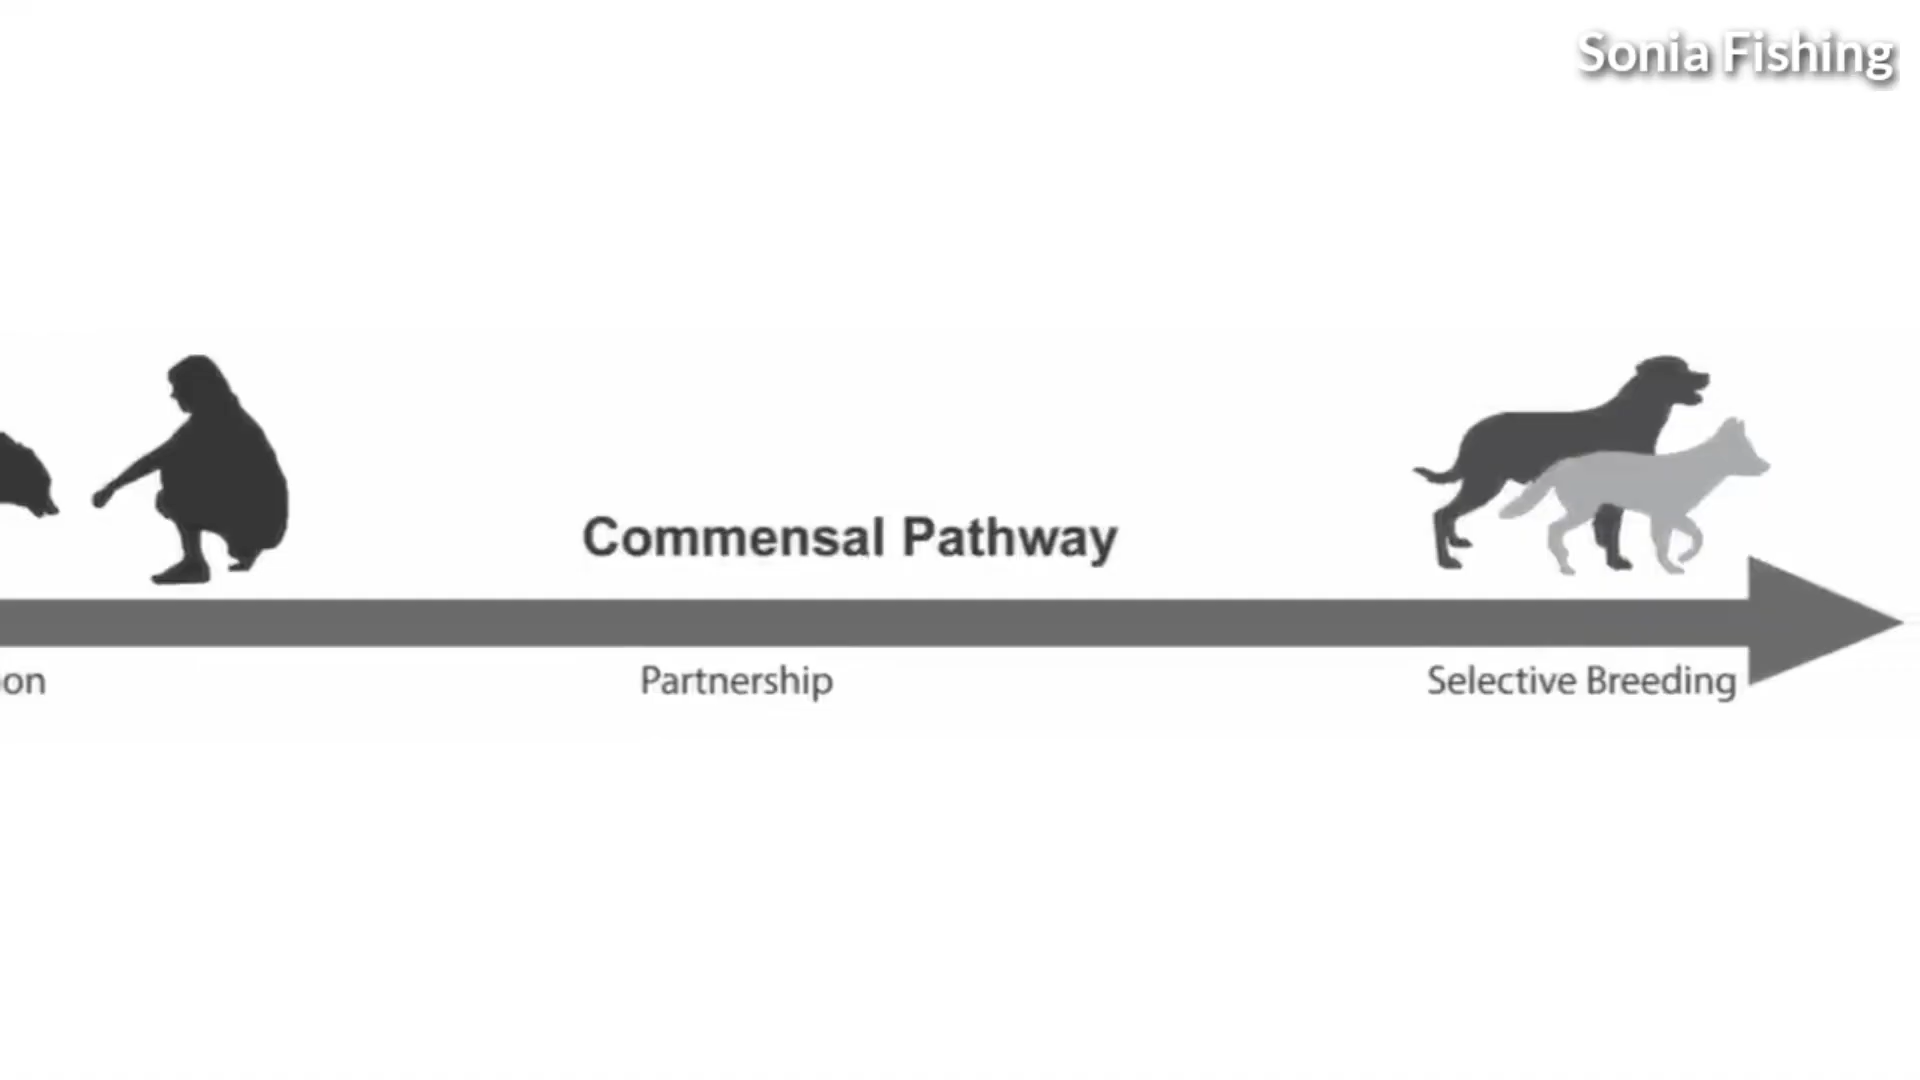 Sonia Fishing
Commensal Pathway
on
Partnership
Selective Breeding